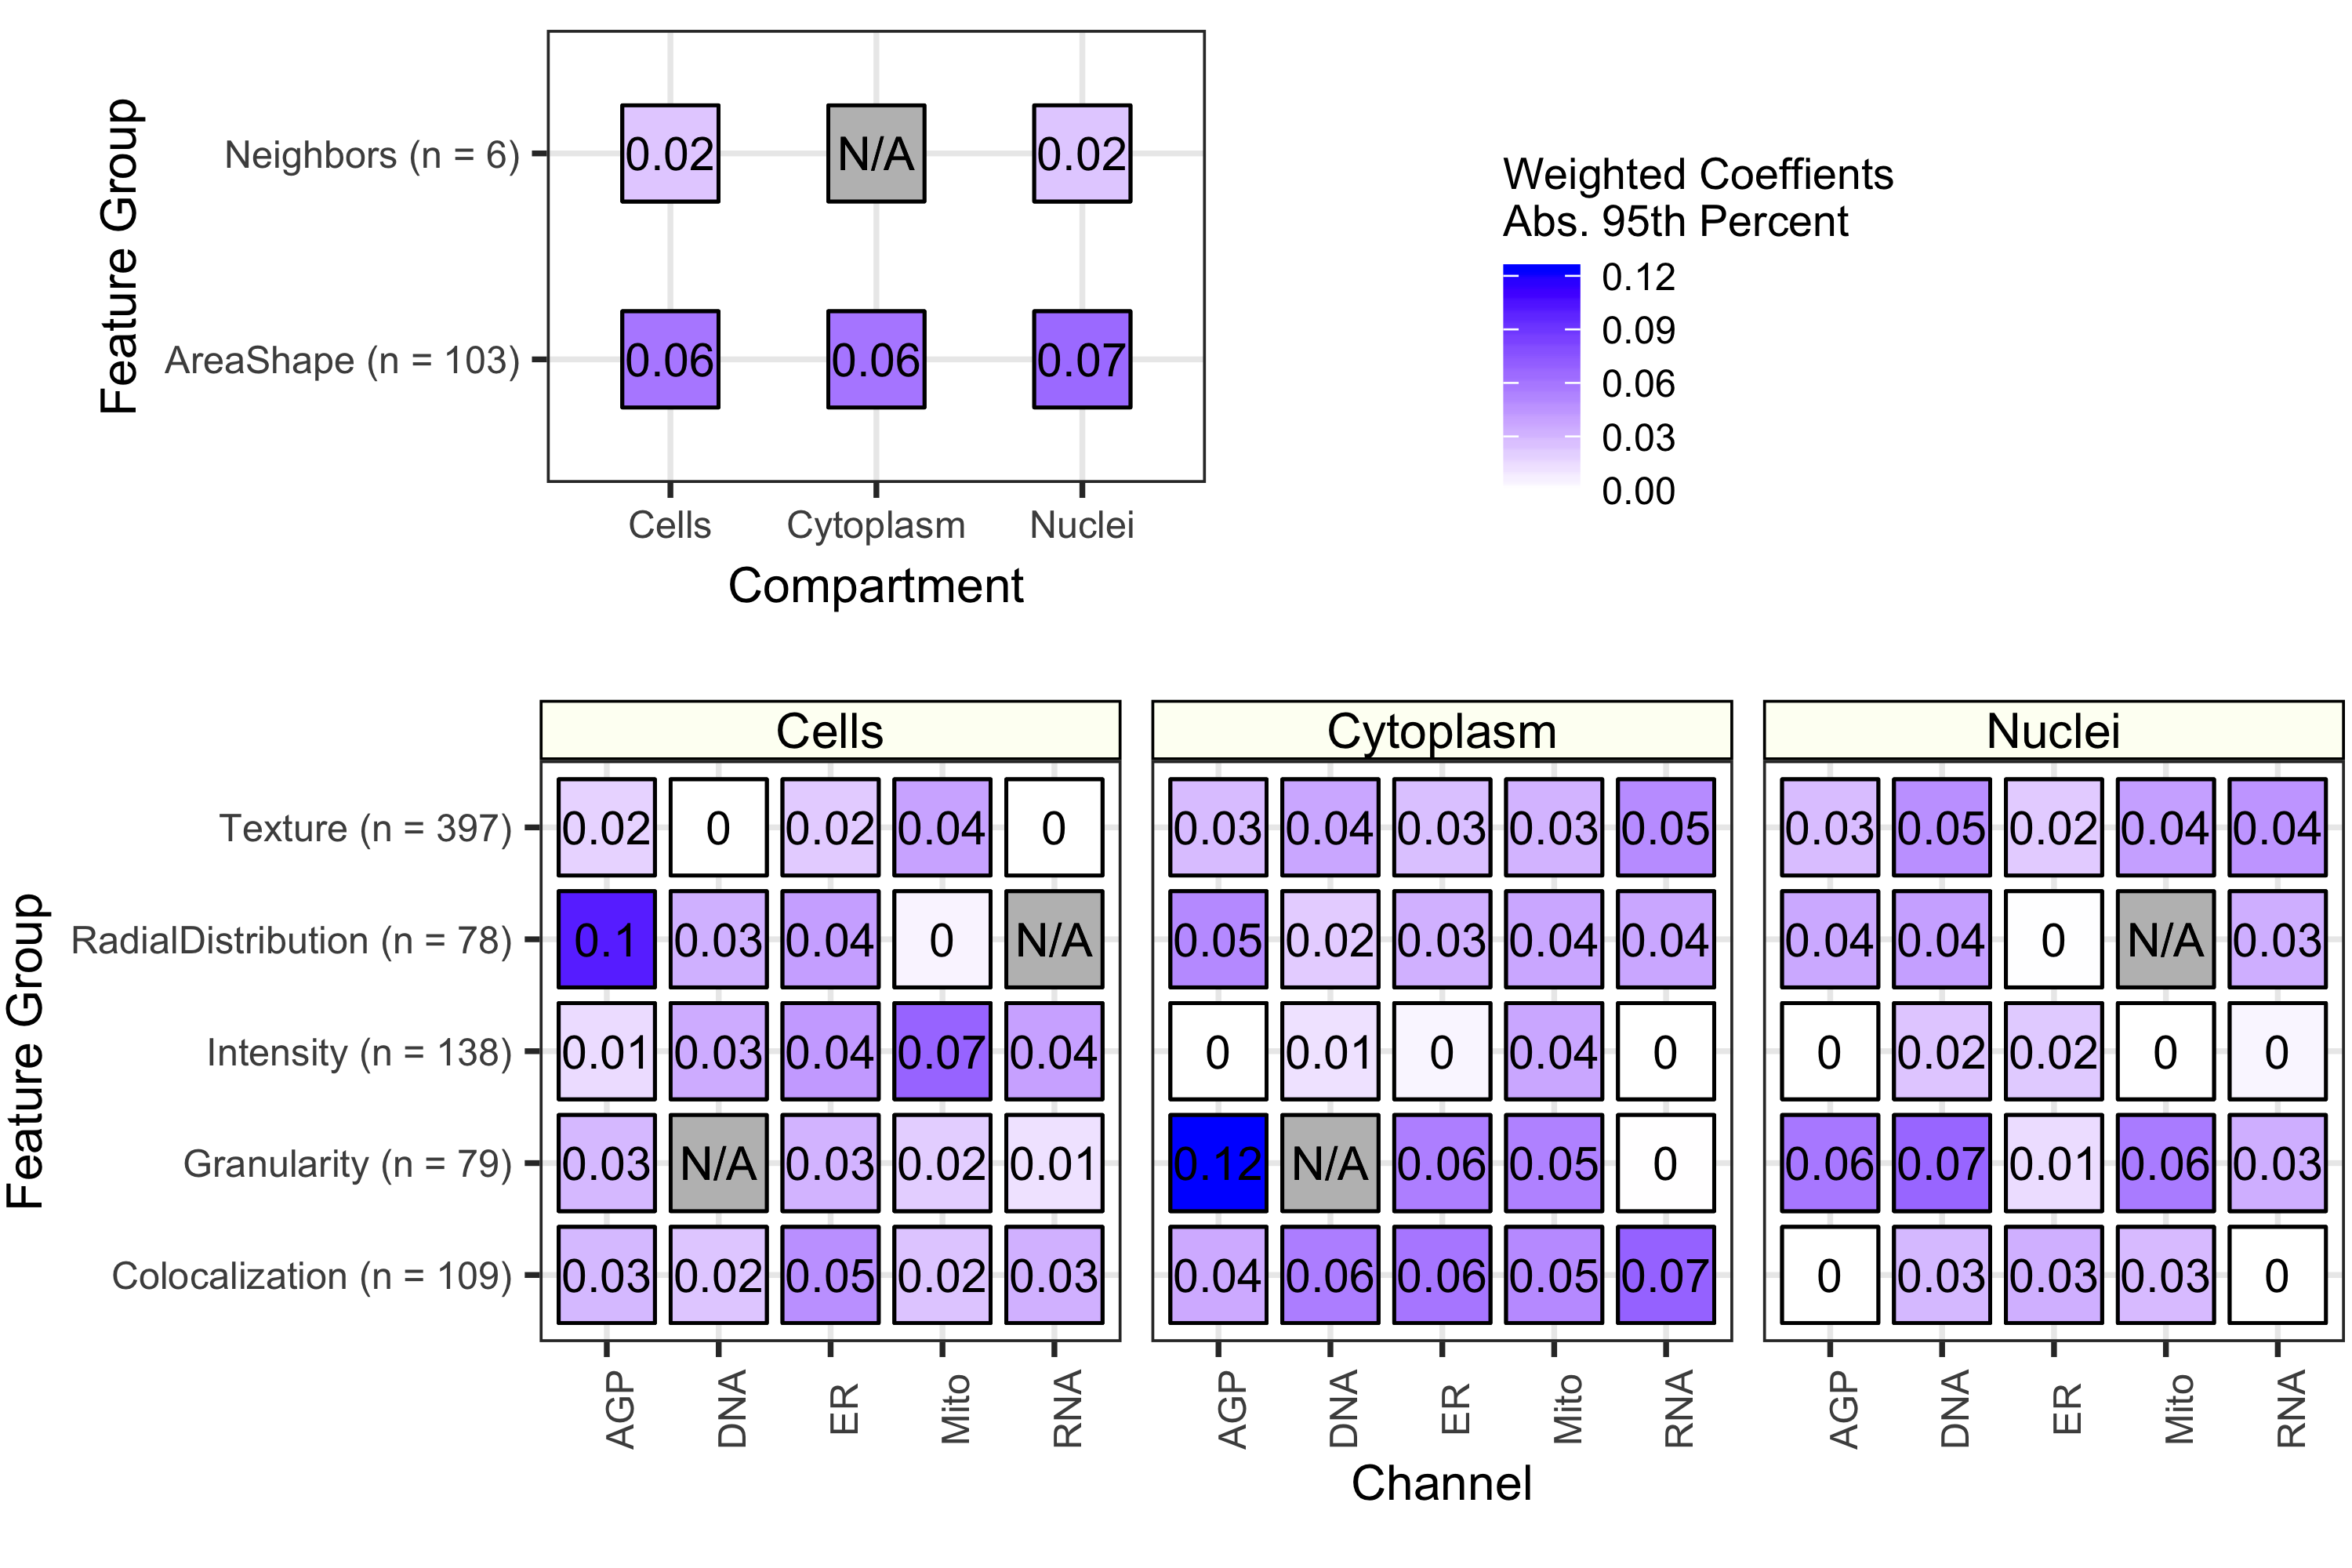 Feature Group
Neighbors (n = 6)
0.02 N/A 0.02
AreaShape (n = 103)
0.06 0.06 0.07
Cells Cytoplasm Nuclei
Compartment
Weighted Coeffients
Abs. 95th Percent
0.12
0.09
0.06
0.03
0.00
Cells Cytoplasm Nuclei
Feature Group
Texture (n = 397) 0.02 0 0.02 0.04 0 0.03 0.04 0.03 0.03 0.05 0.03 0.05 0.02 0.04 0.04
RadialDistribution (n = 78) 0.1 0.03 0.04 0 N/A 0.05 0.02 0.03 0.04 0.04 0.04 0.04 0 N/A 0.03
Intensity (n = 138) 0.01 0.03 0.04 0.07 0.04 0 0.01 0 0.04 0 0 0.02 0.02 0 0
Granularity (n = 79) 0.03 N/A 0.03 0.02 0.01 0.12 N/A 0.06 0.05 0 0.06 0.07 0.01 0.06 0.03
Colocalization (n = 109) 0.03 0.02 0.05 0.02 0.03 0.04 0.06 0.06 0.05 0.07 0 0.03 0.03 0.03 0
AGP DNA ER Mito RNA AGP DNA ER Mito RNA AGP DNA ER Mito RNA
Channel